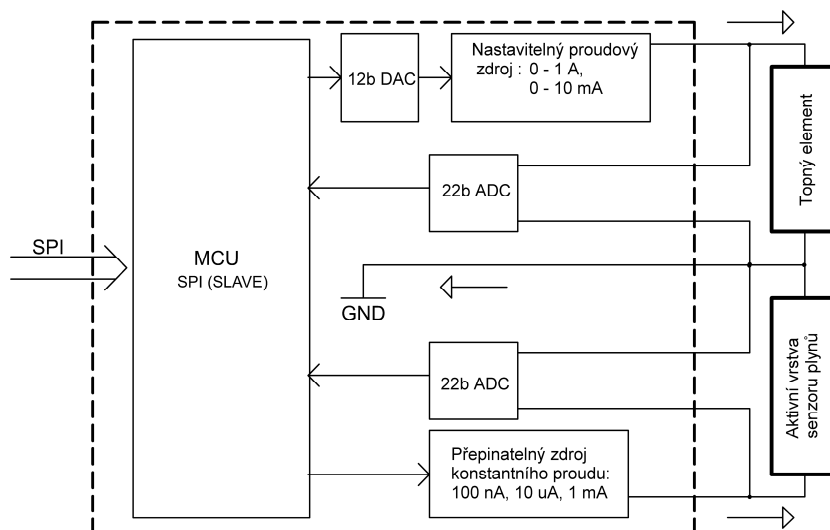 12b DAC
Nastavitelný proudový
zdroj : 0 - 1 A,
0 - 10 mA
Topný element
22b ADC
SPI
MCU
SPI (SLAVE)
GND
22b ADC
Aktivní vrstva
senzoru plynů
Přepinatelný zdroj
konstantního proudu:
100 nA, 10 uA, 1 mA